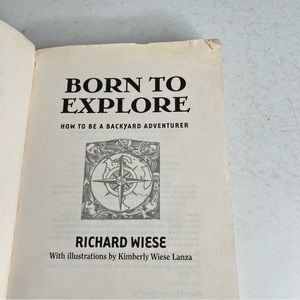 BORN TO
EXPLORE
HOW TO BE A BACKYARD ADVENTURER
RICHARD WIESE
With illustrations by Kimberly Wiese Lanza